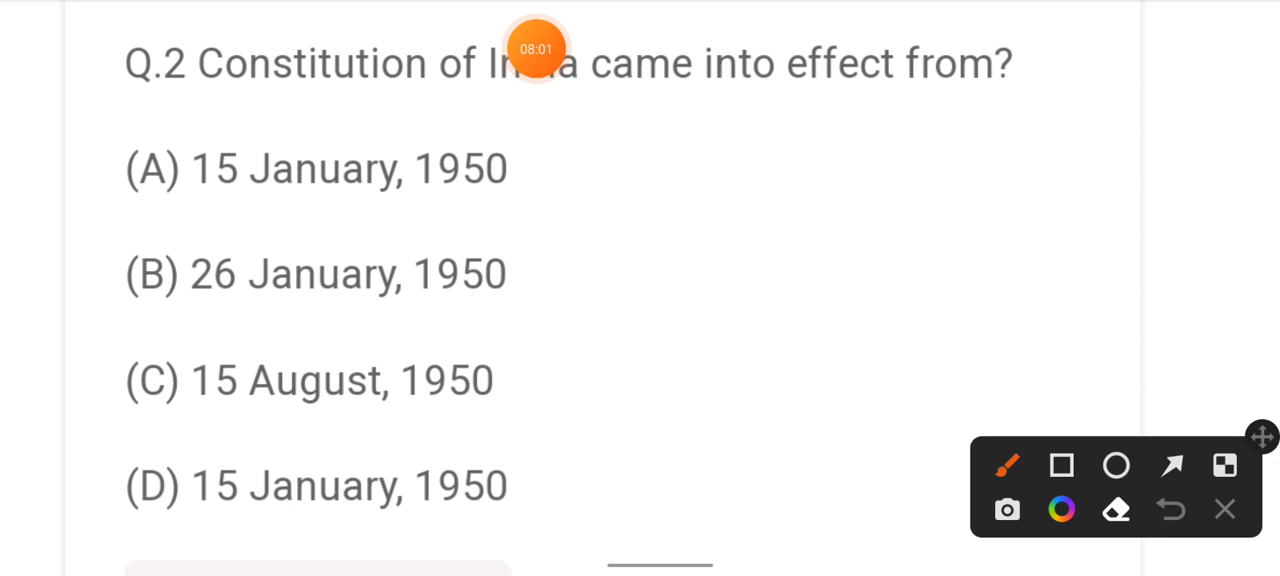 Q.2 Constitution of came into effect from?
08:01
(A) 15 January, 1950
(B) 26 January, 1950
(C) 15 August, 1950
(D) 15 January, 1950